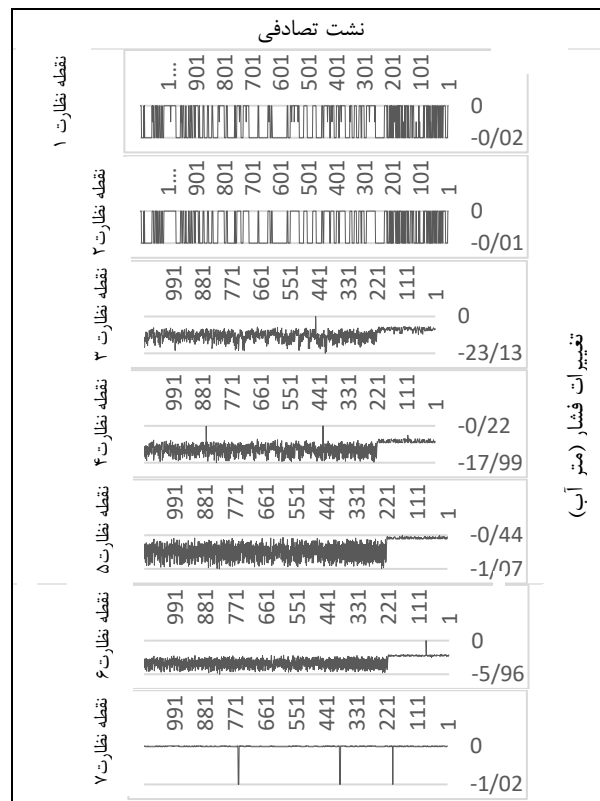 نشت تصادفی
نقطه نظارت ۱
1... 901 801 701 601 501 401 301 201 101 1
0
-0/02
نقطه نظارت ۲
1... 901 801 701 601 501 401 301 201 101 1
0
-0/01
نقطه نظارت ۳
991 881 771 661 551 441 331 221 111 1
0
-23/13
نقطه نظارت ۴
991 881 771 661 551 441 331 221 111 1
-0/22
-17/99
نقطه نظارت ۵
991 881 771 661 551 441 331 221 111 1
-0/44
-1/07
نقطه نظارت ۶
991 881 771 661 551 441 331 221 111 1
0
-5/96
نقطه نظارت ۷
991 881 771 661 551 441 331 221 111 1
0
-1/02
تغییرات فشار (متر آب)